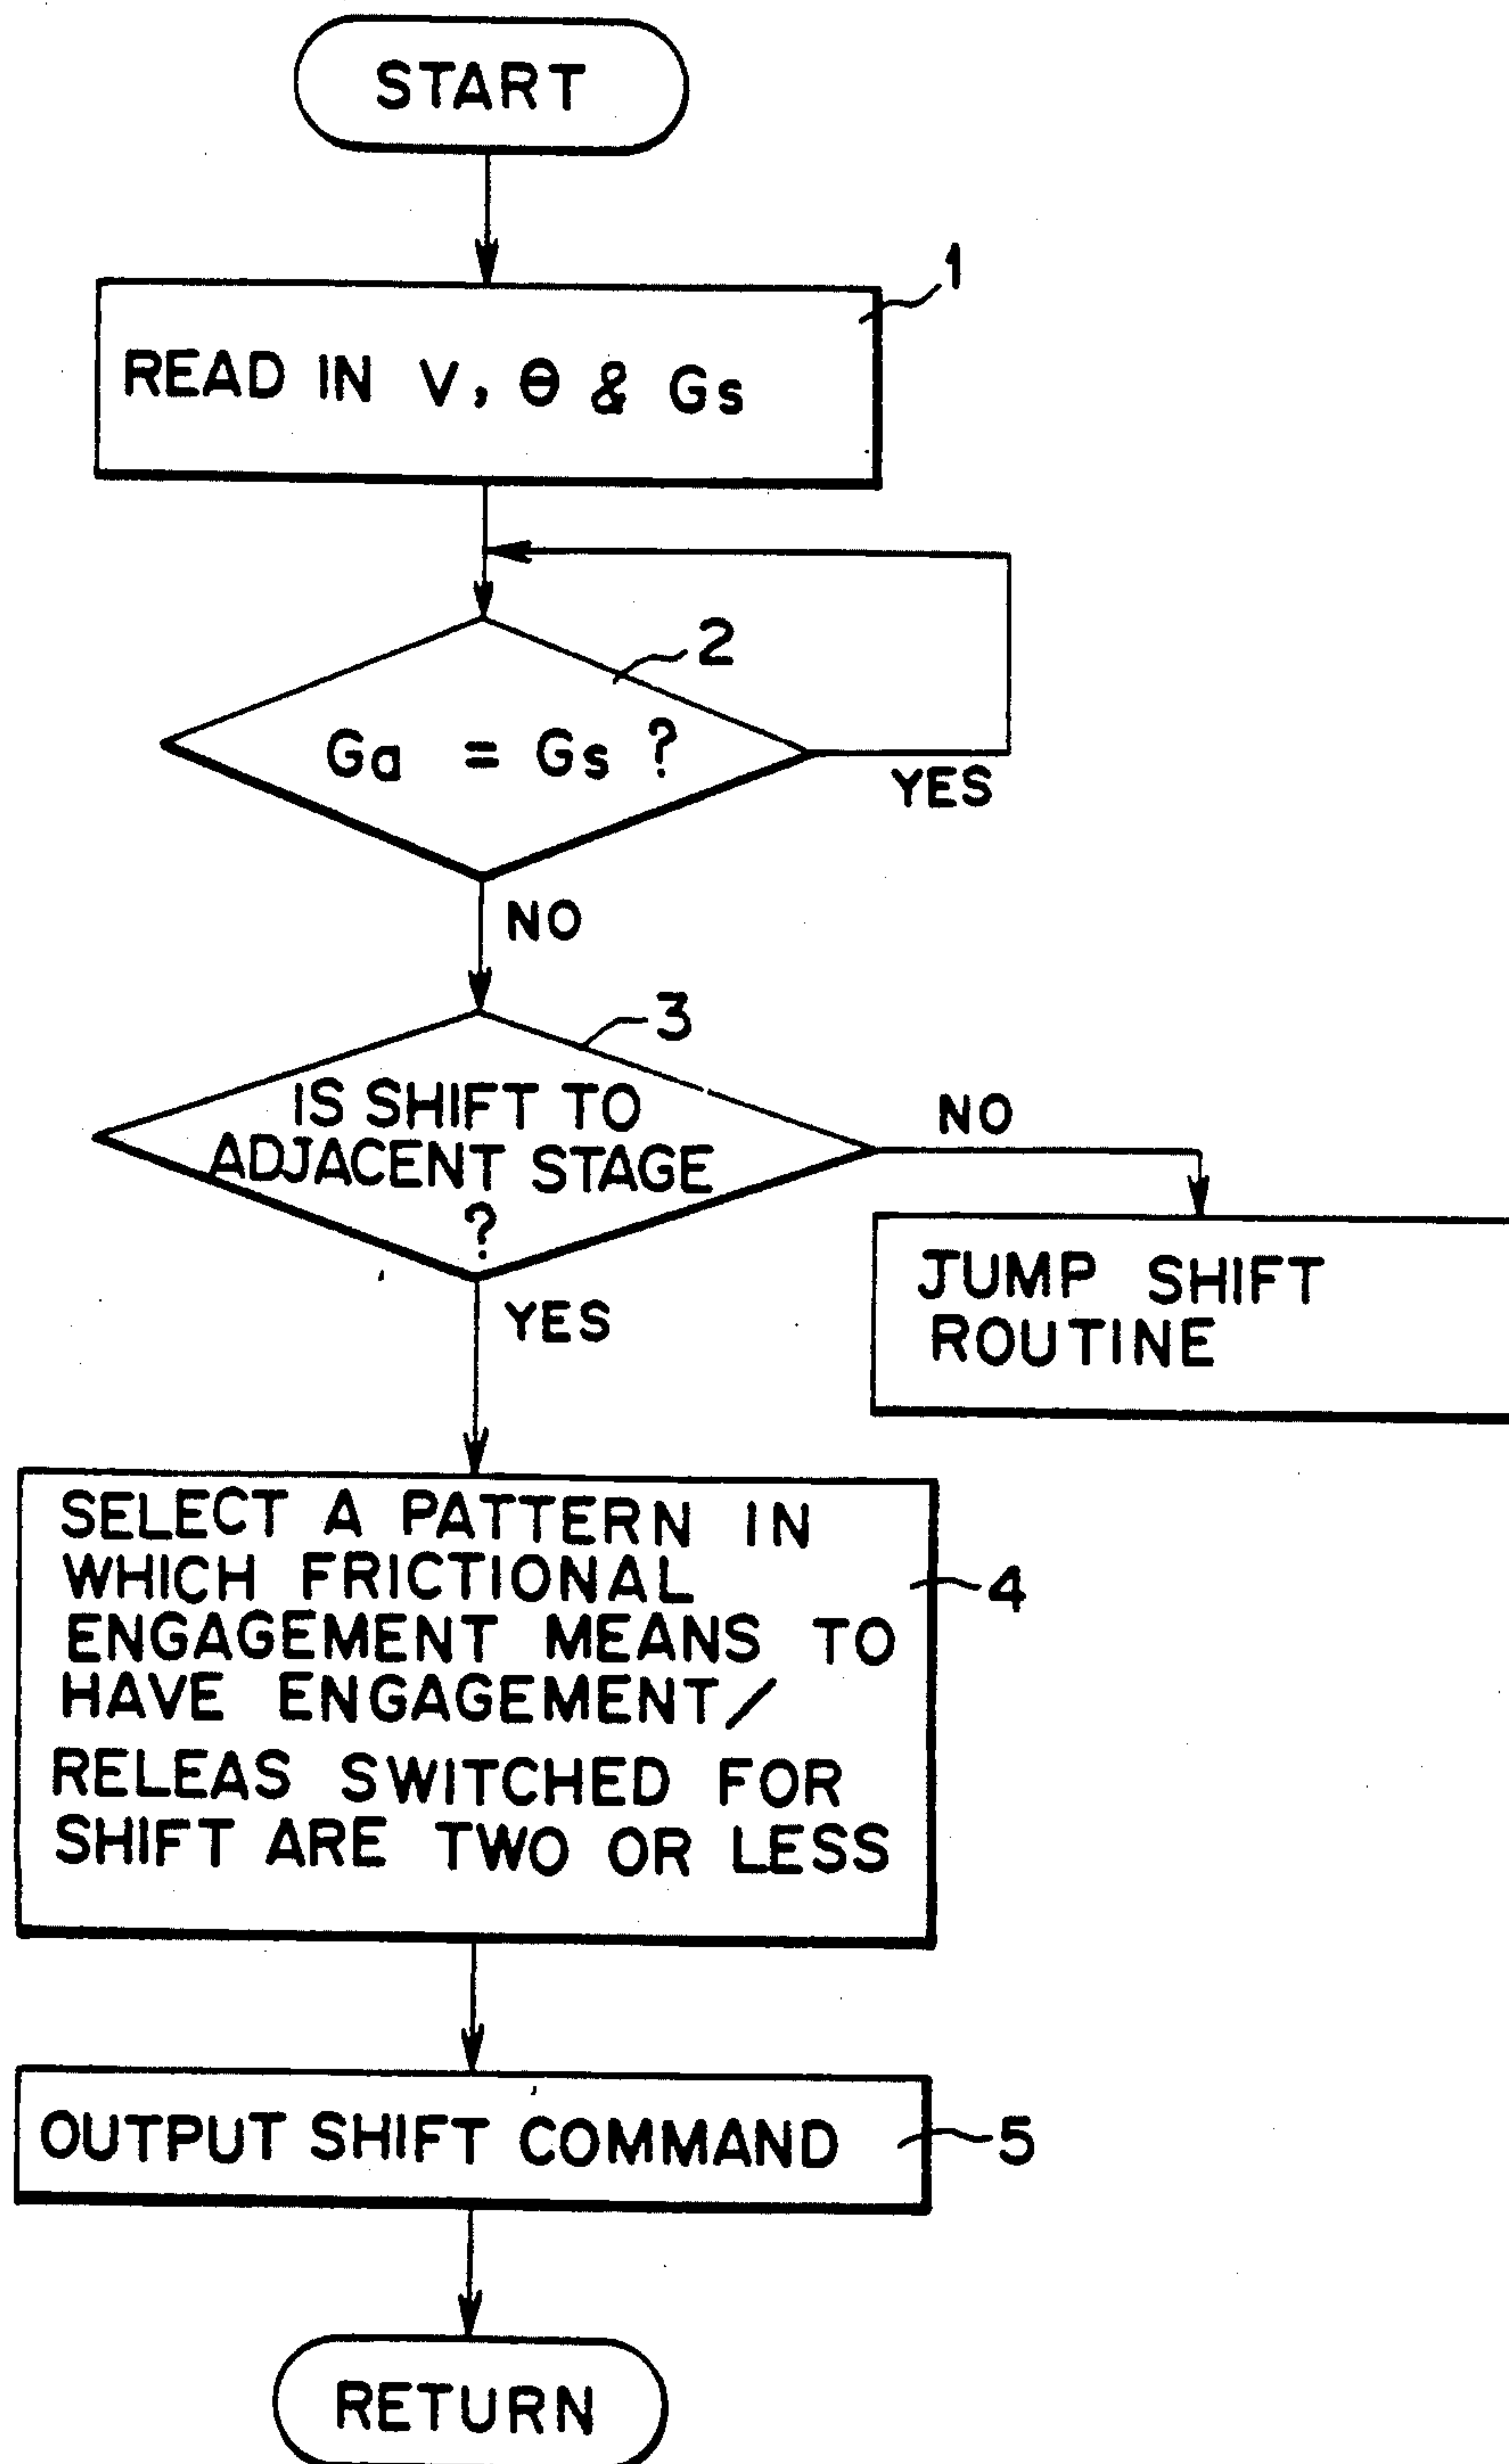 START
1
READ IN V, Θ & Gs
2
Ga = Gs ?
YES
NO
3
IS SHIFT TO
ADJACENT STAGE
?
NO
JUMP SHIFT
ROUTINE
YES
SELECT A PATTERN IN
WHICH FRICTIONAL
ENGAGEMENT MEANS TO
HAVE ENGAGEMENT/
RELEAS SWITCHED FOR
SHIFT ARE TWO OR LESS
4
OUTPUT SHIFT COMMAND
5
RETURN